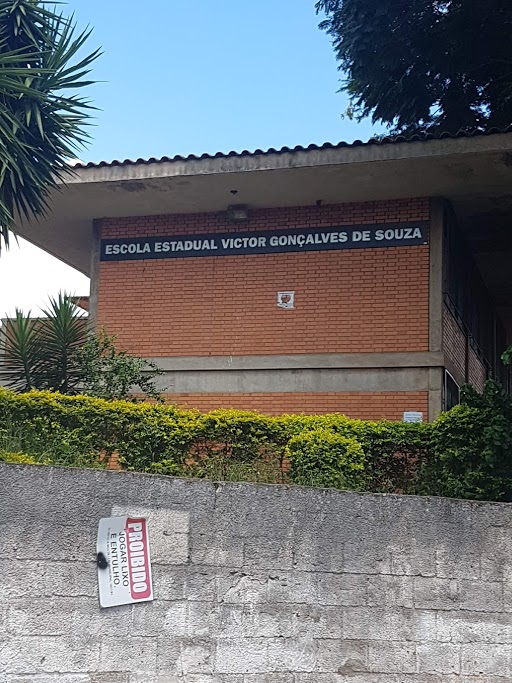 ESCOLA ESTADUAL VICTOR GONÇALVES DE SOUZA
PROIBIDO
JOGAR LIXO
E ENTULHO.